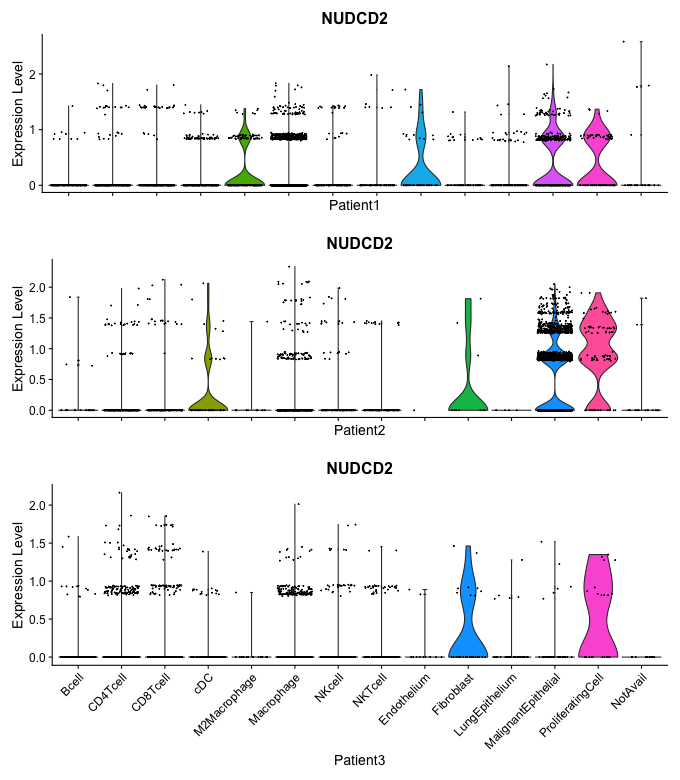 NUDCD2
Expression Level
2
1
0
Patient1
NUDCD2
Expression Level
2.0
1.5
1.0
0.5
0.0
Patient2
NUDCD2
Expression Level
2.0
1.5
1.0
0.5
0.0
Bcell
CD4Tcell
CD8Tcell
cDC
M2Macrophage
Macrophage
NKcell
NKTcell
Endothelium
Fibroblast
LungEpithelium
MalignantEpithelial
ProliferatingCell
NotAvail
Patient3